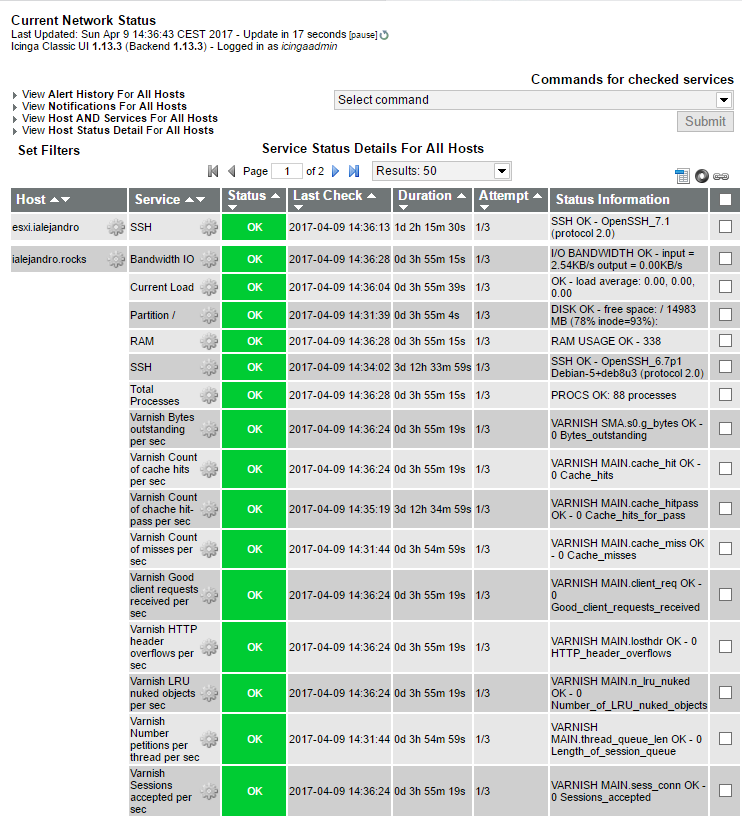 Current Network Status
Last Updated: Sun Apr 9 14:36:43 CEST 2017 - Update in 17 seconds [pause]
Icinga Classic UI 1.13.3 (Backend 1.13.3) - Logged in as icingaadmin
Commands for checked services
View Alert History For All Hosts
View Notifications For All Hosts
View Host AND Services For All Hosts
View Host Status Detail For All Hosts
Select command
Submit
Set Filters
Service Status Details For All Hosts
Page 1 of 2 Results: 50
Host Service Status Last Check Duration Attempt Status Information
esxi.ialejandro SSH OK 2017-04-09 14:36:13 1d 2h 15m 30s 1/3 SSH OK - OpenSSH_7.1
(protocol 2.0)
ialejandro.rocks Bandwidth IO OK 2017-04-09 14:36:28 0d 3h 55m 15s 1/3 I/O BANDWIDTH OK - input =
2.54KB/s output = 0.00KB/s
Current Load OK 2017-04-09 14:36:04 0d 3h 55m 39s 1/3 OK - load average: 0.00, 0.00,
0.00
Partition / OK 2017-04-09 14:31:39 0d 3h 55m 4s 1/3 DISK OK - free space: / 14983
MB (78% inode=93%):
RAM OK 2017-04-09 14:36:28 0d 3h 55m 15s 1/3 RAM USAGE OK - 338
SSH OK 2017-04-09 14:34:02 3d 12h 33m 59s 1/3 SSH OK - OpenSSH_6.7p1
Debian-5+deb8u3 (protocol 2.0)
Total
Processes OK 2017-04-09 14:36:28 0d 3h 55m 15s 1/3 PROCS OK: 88 processes
Varnish Bytes
outstanding
per sec OK 2017-04-09 14:36:24 0d 3h 55m 19s 1/3 VARNISH SMA.s0.g_bytes OK -
0 Bytes_outstanding
Varnish Count
of cache hits
per sec OK 2017-04-09 14:36:24 0d 3h 55m 19s 1/3 VARNISH MAIN.cache_hit OK -
0 Cache_hits
Varnish Count
of chache hit-
pass per sec OK 2017-04-09 14:35:19 3d 12h 34m 59s 1/3 VARNISH MAIN.cache_hitpass
OK - 0 Cache_hits_for_pass
Varnish Count
of misses per
sec OK 2017-04-09 14:31:44 0d 3h 54m 59s 1/3 VARNISH MAIN.cache_miss OK
- 0 Cache_misses
Varnish Good
client requests
received per
sec OK 2017-04-09 14:36:24 0d 3h 55m 19s 1/3 VARNISH MAIN.client_req OK -
0
Good_client_requests_received
Varnish HTTP
header
overflows per
sec OK 2017-04-09 14:36:24 0d 3h 55m 19s 1/3 VARNISH MAIN.losthdr OK - 0
HTTP_header_overflows
Varnish LRU
nuked objects
per sec OK 2017-04-09 14:36:24 0d 3h 55m 19s 1/3 VARNISH MAIN.n_lru_nuked
OK - 0
Number_of_LRU_nuked_objects
Varnish
Number
petitions per
thread per sec OK 2017-04-09 14:31:44 0d 3h 54m 59s 1/3 VARNISH
MAIN.thread_queue_len OK - 0
Length_of_session_queue
Varnish
Sessions
accepted per
sec OK 2017-04-09 14:36:24 0d 3h 55m 19s 1/3 VARNISH MAIN.sess_conn OK -
0 Sessions_accepted